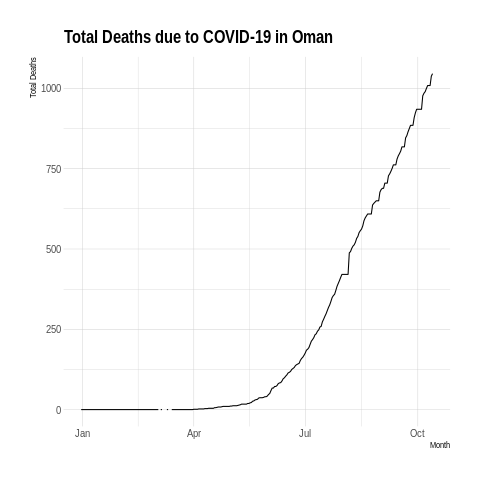 Total Deaths due to COVID-19 in Oman
Total Deaths
1000
750
500
250
0
Jan Apr Jul Oct
Month